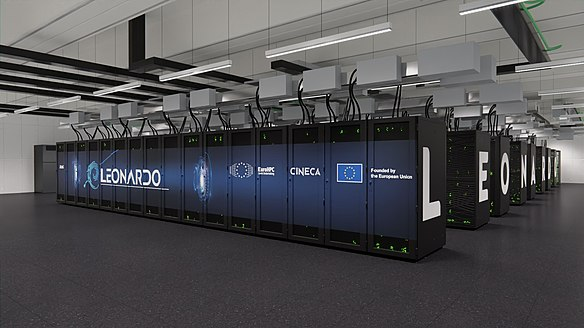 LEONARDO
EuroHPC
CINECA
Founded by
the European Union
L
E
O
N
A